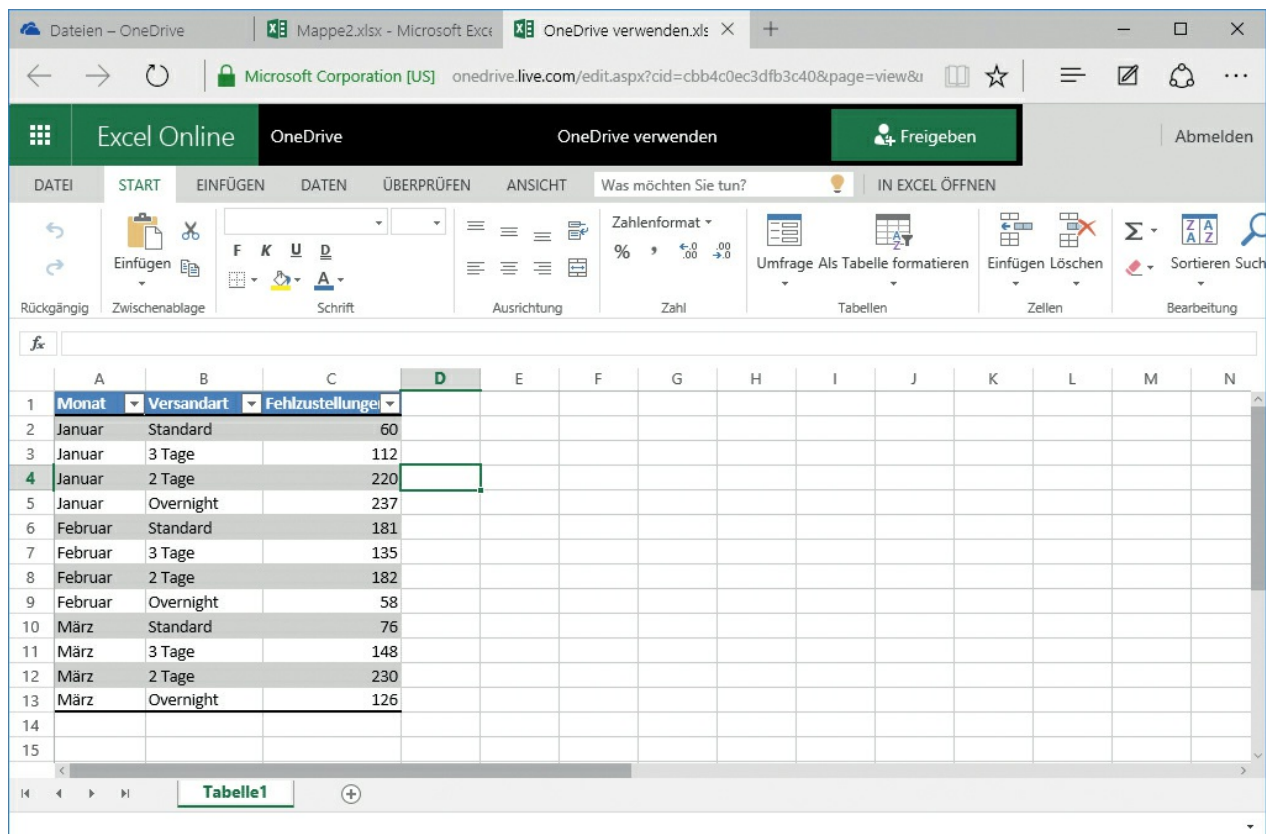 Dateien – OneDrive Mappe2.xlsx - Microsoft Exce OneDrive verwenden.xls
Microsoft Corporation [US] onedrive.live.com/edit.aspx?cid=cbb4c0ec3dfb3c40&page=view&u
Excel Online OneDrive OneDrive verwenden Freigeben Abmelden
DATEI START EINFÜGEN DATEN ÜBERPRÜFEN ANSICHT Was möchten Sie tun? IN EXCEL ÖFFNEN
Zahlenformat
F K U D % , ,0 ,00 ,00 ,0
Einfügen Umfrage Als Tabelle formatieren Einfügen Löschen Σ Sortieren Such
A
Rückgängig Zwischenablage Schrift Ausrichtung Zahl Tabellen Zellen Bearbeitung
fx
A B C D E F G H I J K L M N
1 Monat Versandart Fehlzustellunge
2 Januar Standard 60
3 Januar 3 Tage 112
4 Januar 2 Tage 220
5 Januar Overnight 237
6 Februar Standard 181
7 Februar 3 Tage 135
8 Februar 2 Tage 182
9 Februar Overnight 58
10 März Standard 76
11 März 3 Tage 148
12 März 2 Tage 230
13 März Overnight 126
14
15
Tabelle1